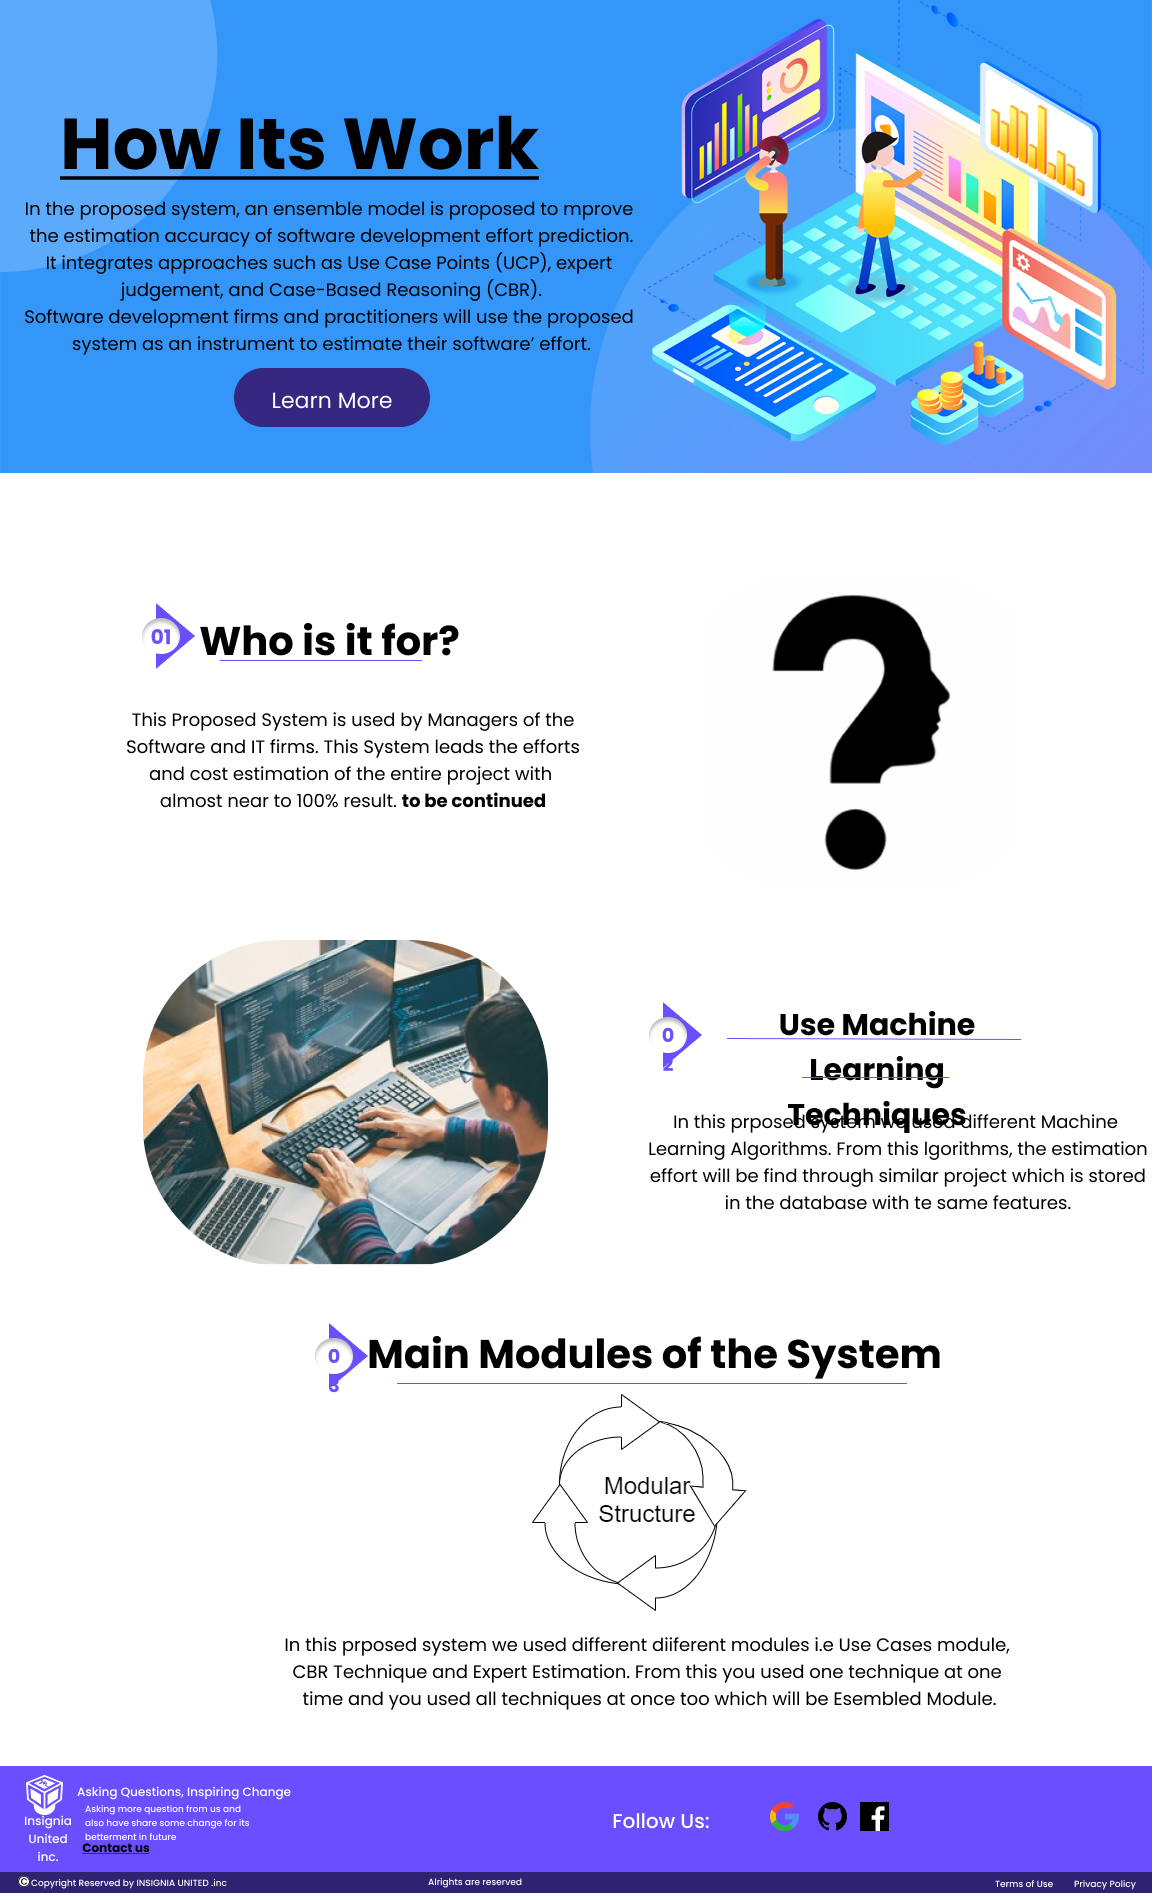 How Its Work
In the proposed system, an ensemble model is proposed to mprove
the estimation accuracy of software development effort prediction.
It integrates approaches such as Use Case Points (UCP), expert
judgement, and Case-Based Reasoning (CBR).
Software development firms and practitioners will use the proposed
system as an instrument to estimate their software’ effort.
Learn More
01
Who is it for?
This Proposed System is used by Managers of the
Software and IT firms. This System leads the efforts
and cost estimation of the entire project with
almost near to 100% result. to be continued
0
2
Use Machine
Learning
Techniques
In this prposed system we used different Machine
Learning Algorithms. From this lgorithms, the estimation
effort will be find through similar project which is stored
in the database with te same features.
0
3
Main Modules of the System
Modular
Structure
In this prposed system we used different diiferent modules i.e Use Cases module,
CBR Technique and Expert Estimation. From this you used one technique at one
time and you used all techniques at once too which will be Esembled Module.
Insignia
United
inc.
Asking Questions, Inspiring Change
Asking more question from us and
also have share some change for its
betterment in future
Contact us
Follow Us:
© Copyright Reserved by INSIGNIA UNITED .inc
Alrights are reserved
Terms of Use
Privacy Policy